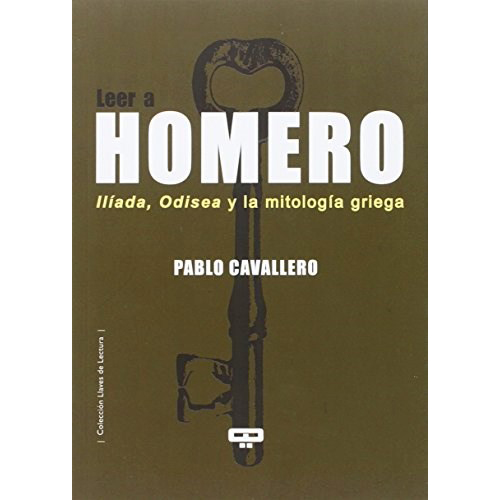 Leer a
HOMERO
Ilíada, Odisea y la mitología griega
PABLO CAVALLERO
| Colección Llaves de Lectura |